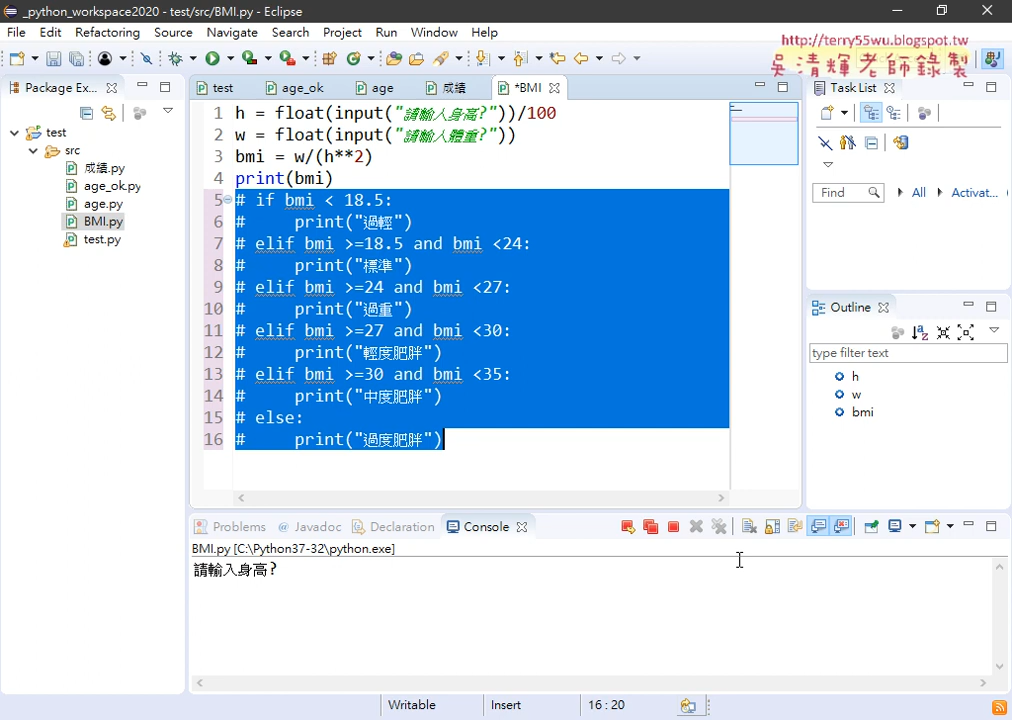 _python_workspace2020 - test/src/BMI.py - Eclipse
File Edit Refactoring Source Navigate Search Project Run Window Help
http://terry55wu.blogspot.tw
吳清輝老師錄製
Package Ex...
test
age_ok
age
成績
*BMI
Task List
test
src
成績.py
age_ok.py
age.py
BMI.py
test.py
1 h = float(input("請輸入身高?"))/100
2 w = float(input("請輸入體重?"))
3 bmi = w/(h**2)
4 print(bmi)
5 # if bmi < 18.5:
6 #     print("過輕")
7 # elif bmi >=18.5 and bmi <24:
8 #     print("標準")
9 # elif bmi >=24 and bmi <27:
10 #     print("過重")
11 # elif bmi >=27 and bmi <30:
12 #     print("輕度肥胖")
13 # elif bmi >=30 and bmi <35:
14 #     print("中度肥胖")
15 # else:
16 #     print("過度肥胖")
Find All Activat...
Outline
type filter text
h
w
bmi
Problems @ Javadoc Declaration Console
BMI.py [C:\Python37-32\python.exe]
請輸入身高?
Writable Insert 16 : 20